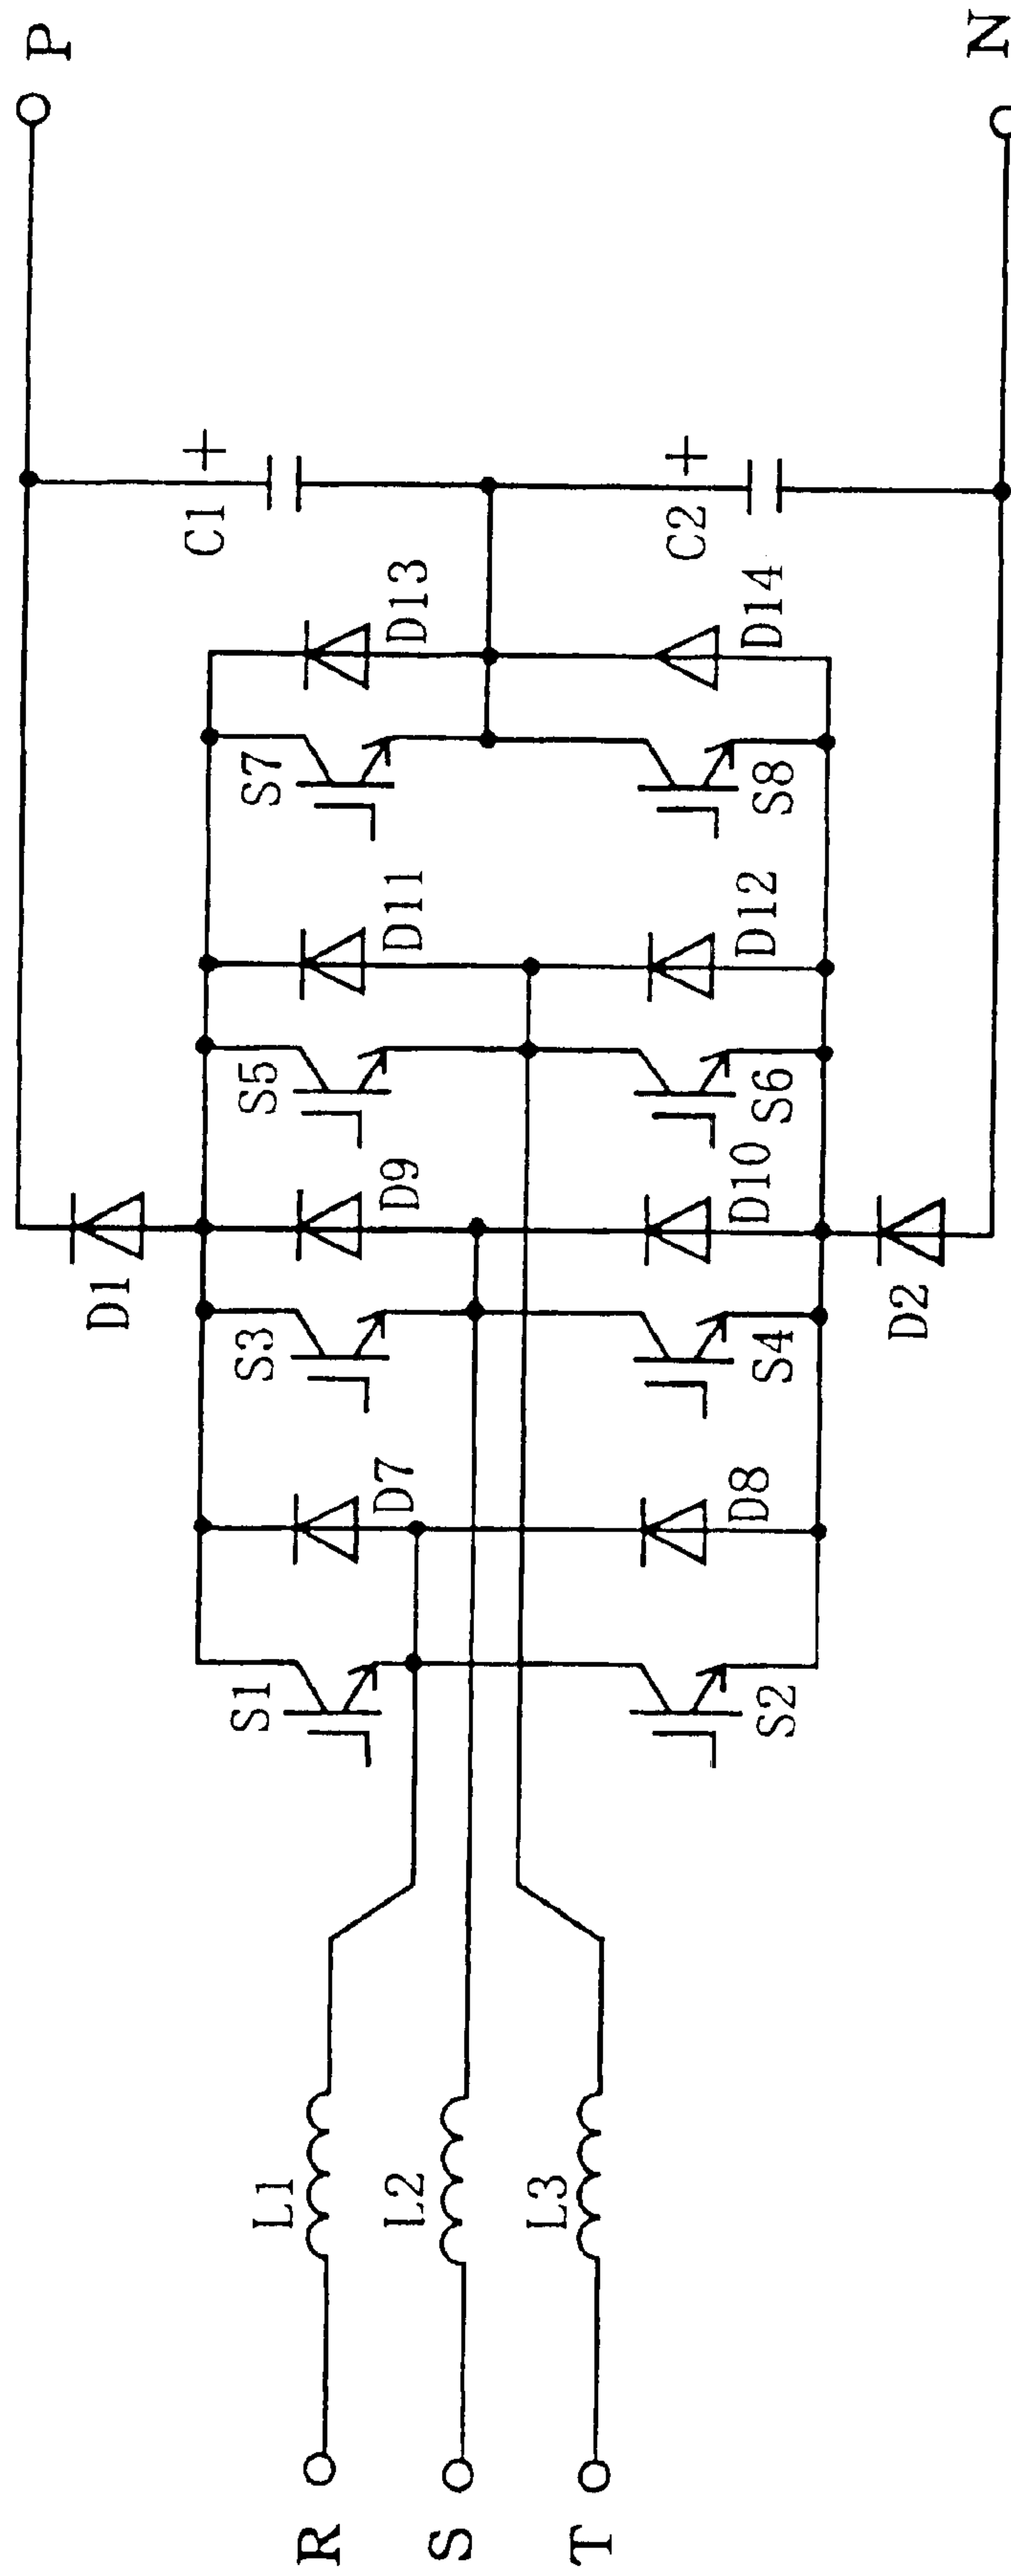 P
N
C1
+
C2
+
D13
D14
S7
S8
D11
D12
S5
S6
D9
D10
D1
D2
S3
S4
D7
D8
S1
S2
L1
L2
L3
R
S
T